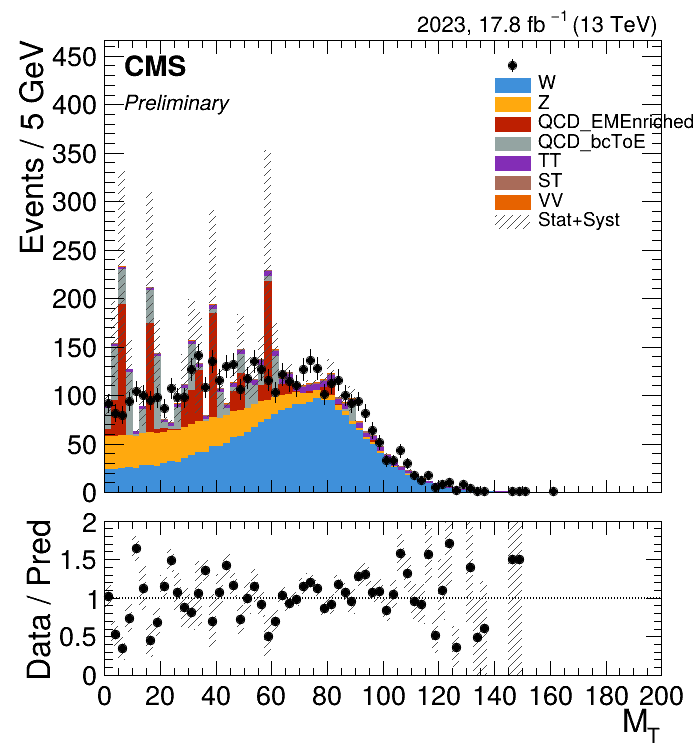 2023, 17.8 fb⁻¹ (13 TeV)
CMS
Preliminary
W
Z
QCD_EMEnriched
QCD_bcToE
TT
ST
VV
Stat+Syst
Events / 5 GeV
450
400
350
300
250
200
150
100
50
0
Data / Pred
2
1.5
1
0.5
0
0 20 40 60 80 100 120 140 160 180 200
M_T